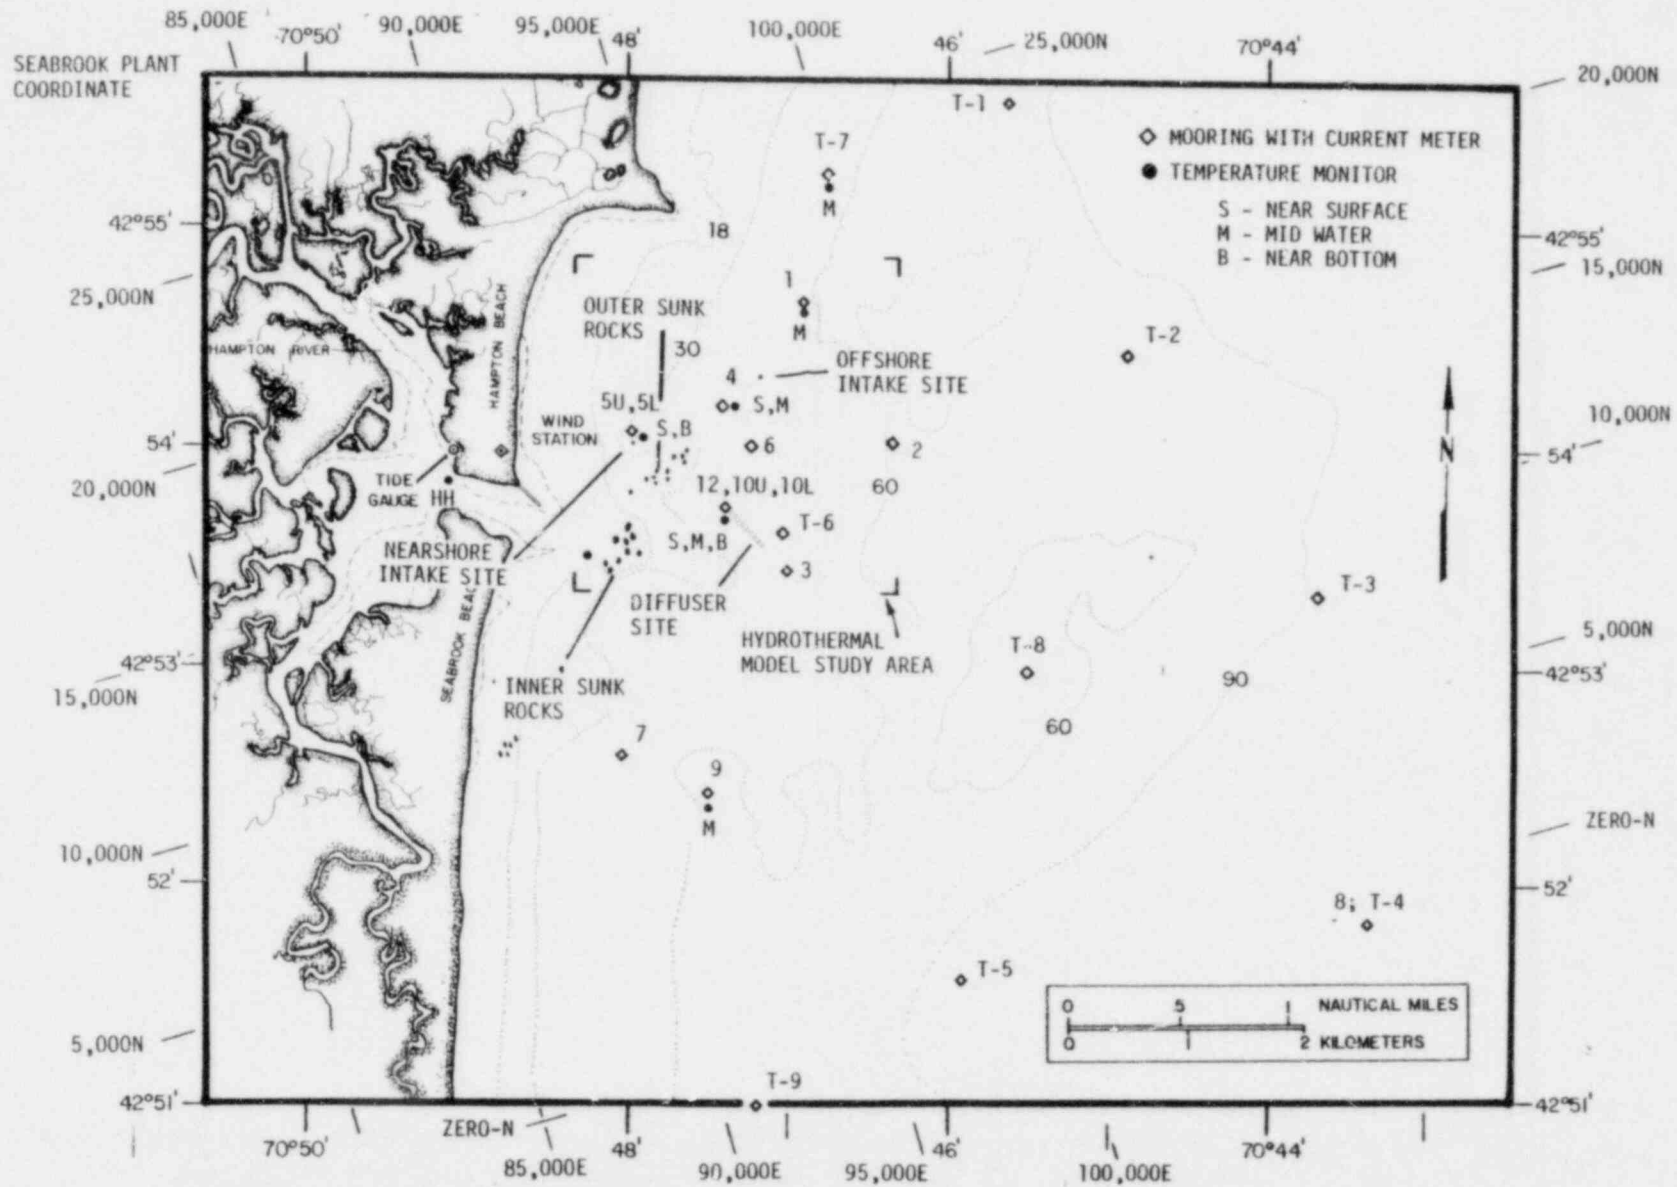 85,000E
70°50'
90,000E
95,000E
48'
100,000E
46'
25,000N
70°44'
20,000N
SEABROOK PLANT
COORDINATE
T-1
◇ MOORING WITH CURRENT METER
● TEMPERATURE MONITOR
S - NEAR SURFACE
M - MID WATER
B - NEAR BOTTOM
T-7
M
42°55'
18
42°55'
15,000N
25,000N
1
M
OUTER SUNK
ROCKS
HAMPTON BEACH
HAMPTON RIVER
30
T-2
OFFSHORE
INTAKE SITE
4
S,M
5U,5L
S,B
WIND
STATION
10,000N
54'
6
2
54'
N
20,000N
TIDE
GAUGE
HH
12,10U,10L
60
T-6
S,M,B
NEARSHORE
INTAKE SITE
3
T-3
DIFFUSER
SITE
HYDROTHERMAL
MODEL STUDY AREA
5,000N
42°53'
SEABROOK BEACH
T-8
42°53'
15,000N
INNER SUNK
ROCKS
90
60
7
9
M
ZERO-N
10,000N
52'
52'
8; T-4
T-5
0 5 1 NAUTICAL MILES
0 1 2 KILOMETERS
5,000N
T-9
42°51'
42°51'
ZERO-N
70°50'
85,000E
48'
90,000E
95,000E
46'
100,000E
70°44'